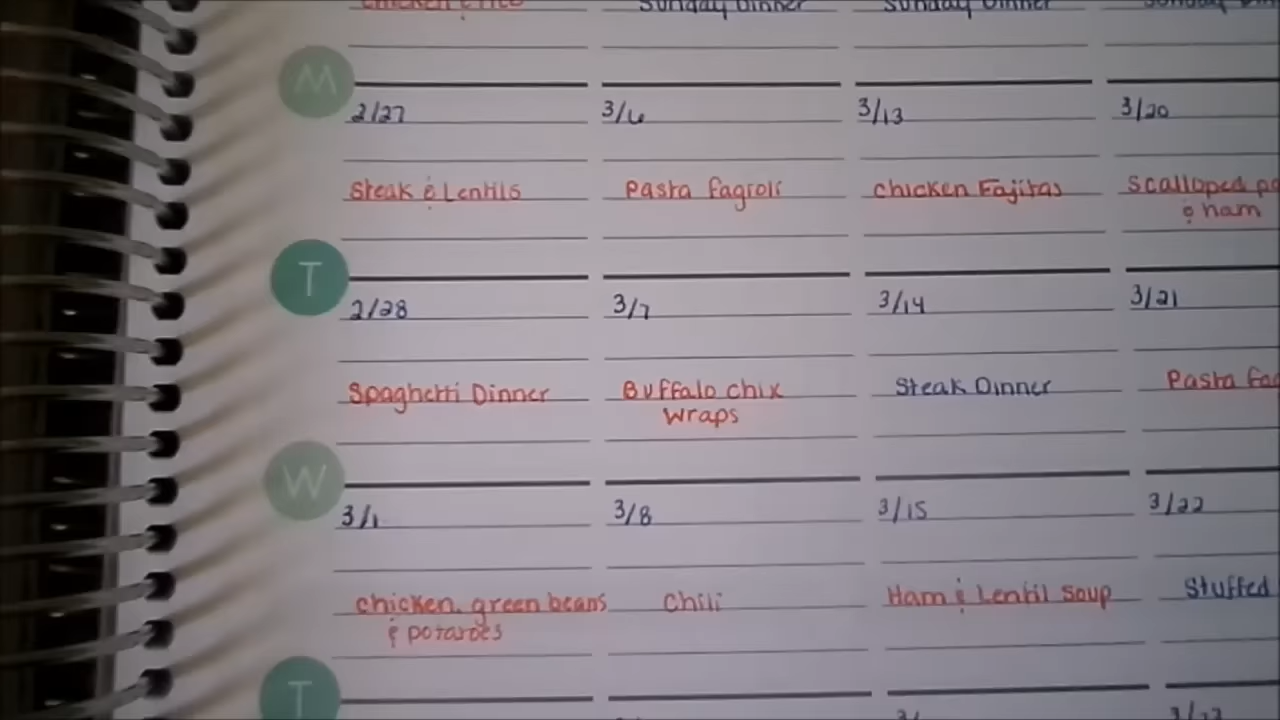 Sunday Dinner Sunday Dinner
M
2/27 3/6 3/13 3/20
Steak & Lentils Pasta fagioli Chicken Fajitas Scalloped
& ham
T
2/28 3/7 3/14 3/21
Spaghetti Dinner Buffalo chix Steak Dinner Pasta
wraps
W
3/1 3/8 3/15 3/22
chicken, green beans Chili Ham & Lentil Soup Stuffed
& potatoes
T